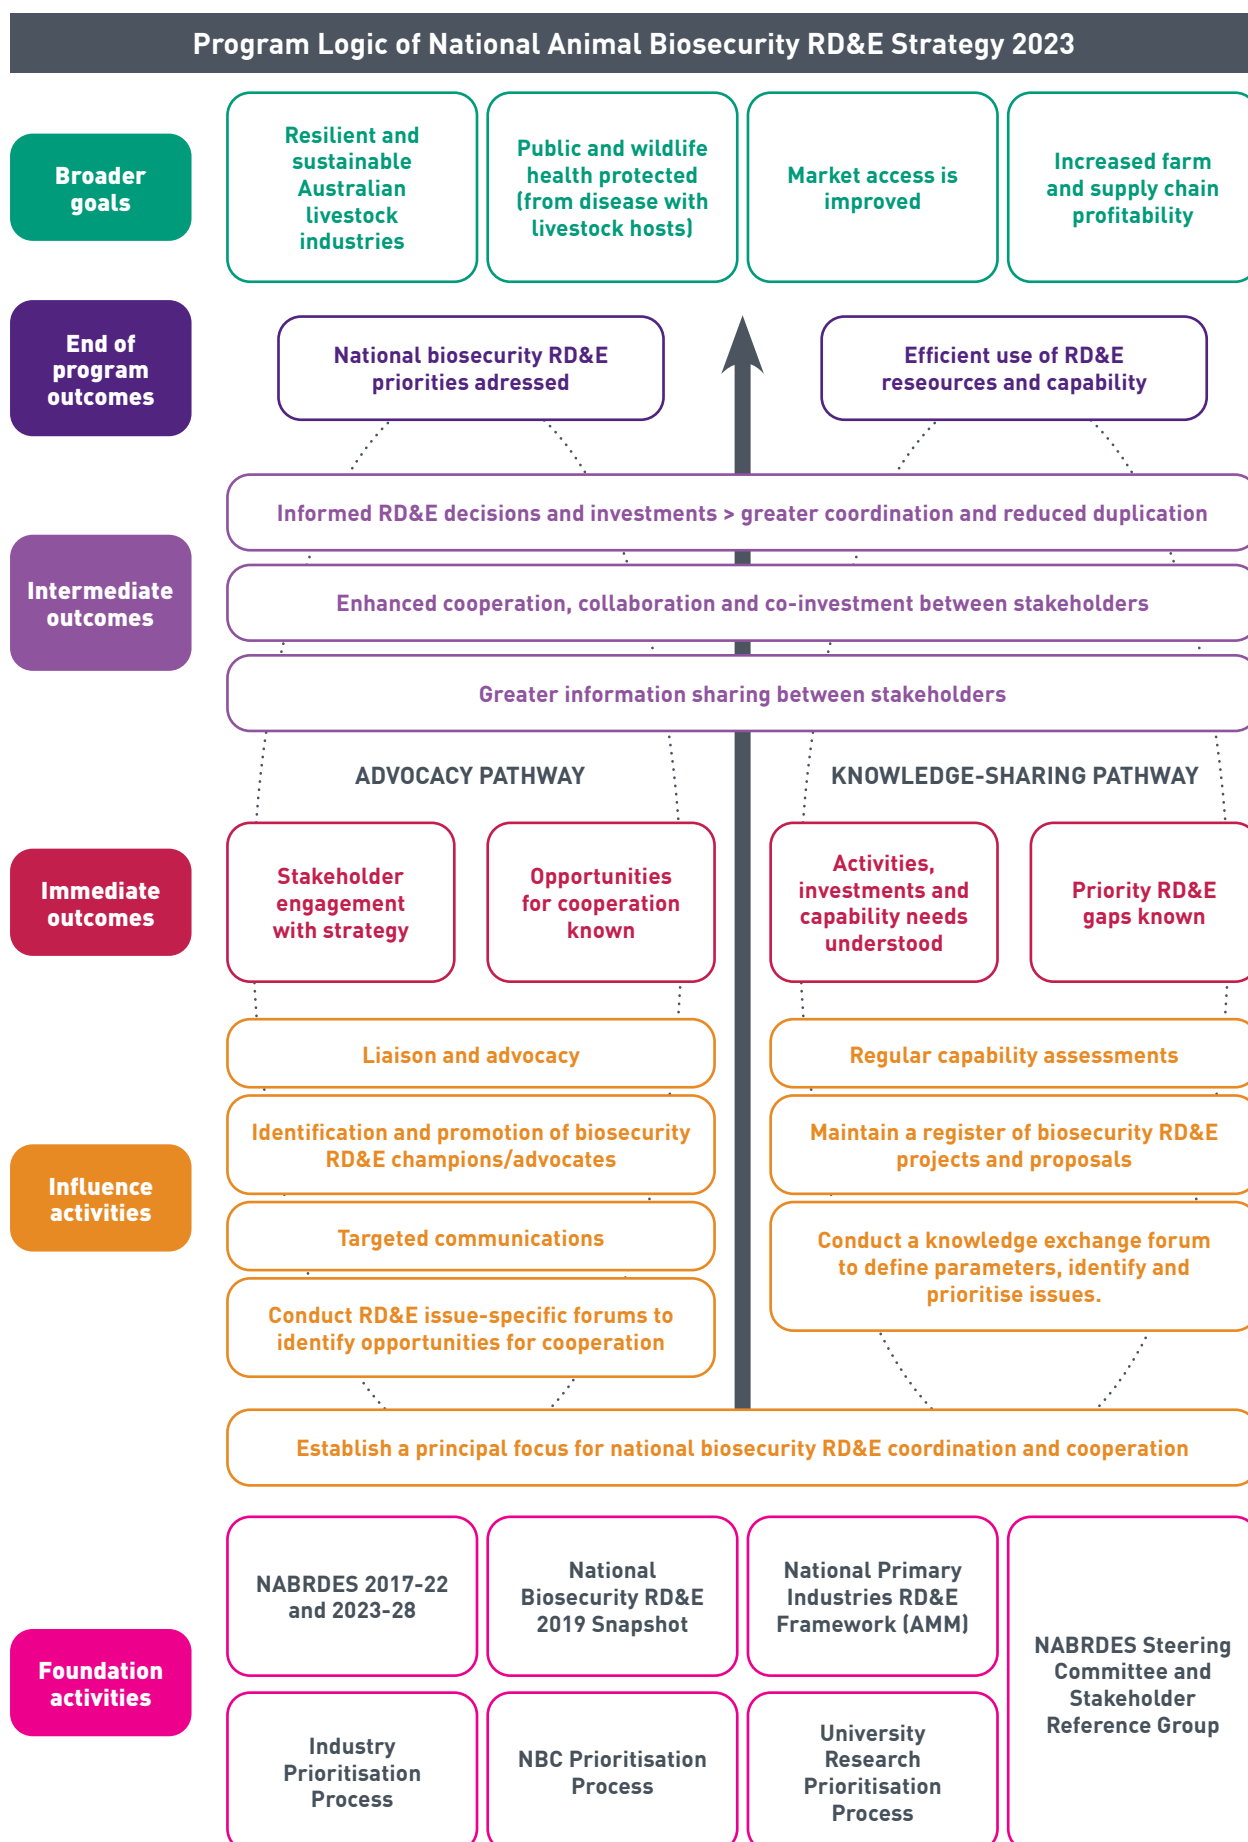 Program Logic of National Animal Biosecurity RD&E Strategy 2023
Broader
goals
Resilient and
sustainable
Australian
livestock
industries
Public and wildlife
health protected
(from disease with
livestock hosts)
Market access is
improved
Increased farm
and supply chain
profitability
End of
program
outcomes
National biosecurity RD&E
priorities adressed
Efficient use of RD&E
reseources and capability
Intermediate
outcomes
Informed RD&E decisions and investments > greater coordination and reduced duplication
Enhanced cooperation, collaboration and co-investment between stakeholders
Greater information sharing between stakeholders
ADVOCACY PATHWAY
KNOWLEDGE-SHARING PATHWAY
Immediate
outcomes
Stakeholder
engagement
with strategy
Opportunities
for cooperation
known
Activities,
investments and
capability needs
understood
Priority RD&E
gaps known
Influence
activities
Liaison and advocacy
Identification and promotion of biosecurity
RD&E champions/advocates
Targeted communications
Conduct RD&E issue-specific forums to
identify opportunities for cooperation
Regular capability assessments
Maintain a register of biosecurity RD&E
projects and proposals
Conduct a knowledge exchange forum
to define parameters, identify and
prioritise issues.
Establish a principal focus for national biosecurity RD&E coordination and cooperation
Foundation
activities
NABRDES 2017-22
and 2023-28
National
Biosecurity RD&E
2019 Snapshot
National Primary
Industries RD&E
Framework (AMM)
NABRDES Steering
Committee and
Stakeholder
Reference Group
Industry
Prioritisation
Process
NBC Prioritisation
Process
University
Research
Prioritisation
Process